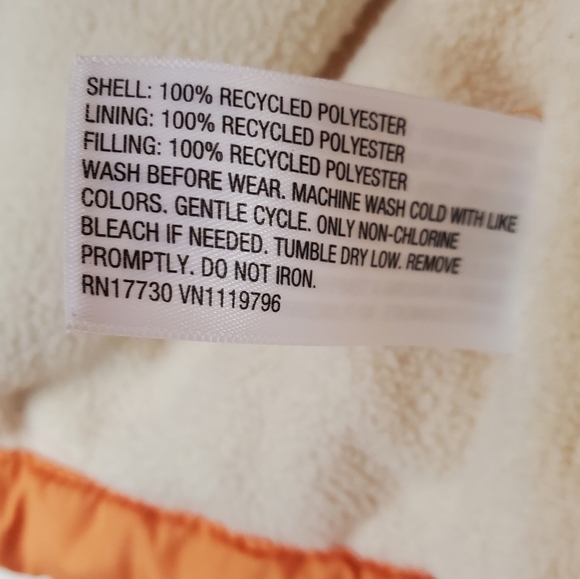 SHELL: 100% RECYCLED POLYESTER
LINING: 100% RECYCLED POLYESTER
FILLING: 100% RECYCLED POLYESTER
WASH BEFORE WEAR. MACHINE WASH COLD WITH LIKE
COLORS. GENTLE CYCLE. ONLY NON-CHLORINE
BLEACH IF NEEDED. TUMBLE DRY LOW. REMOVE
PROMPTLY. DO NOT IRON.
RN17730 VN1119796